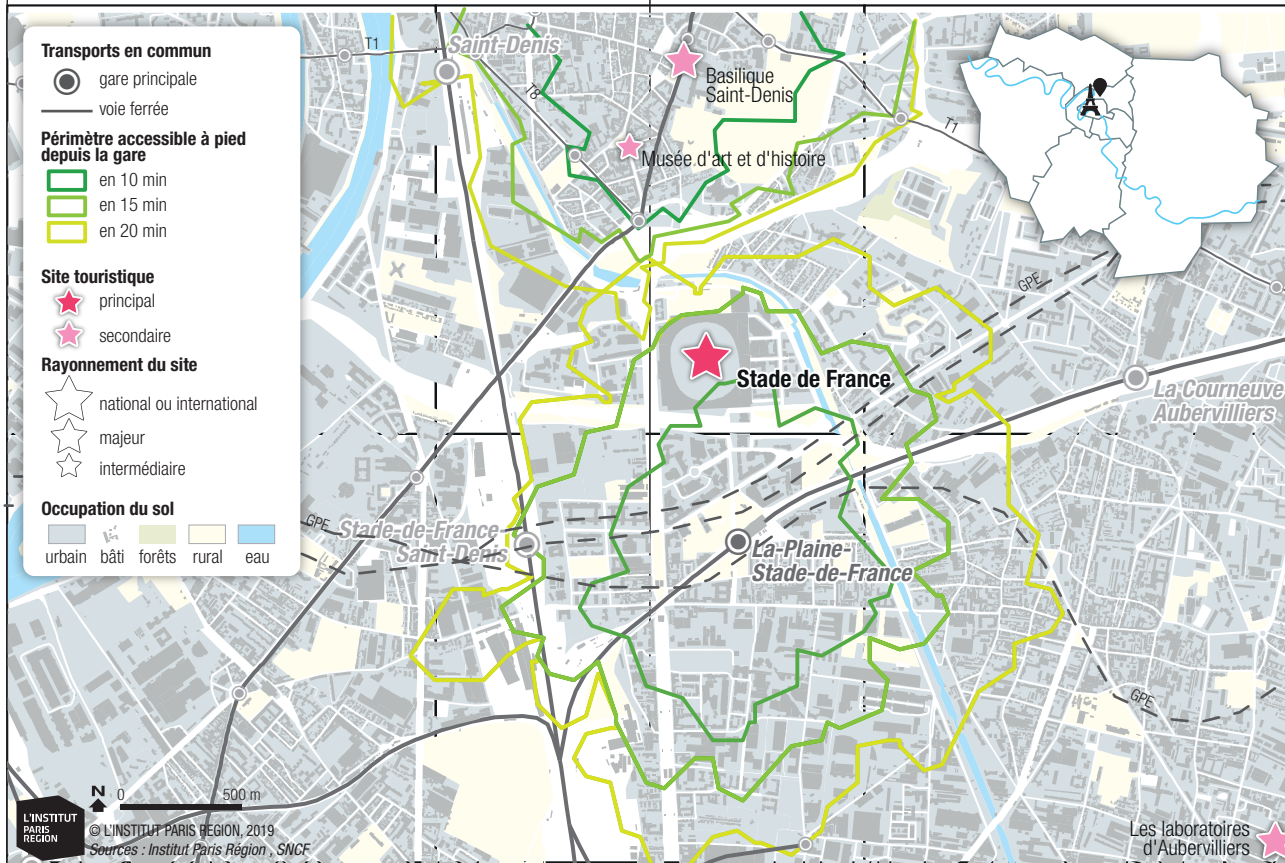 Transports en commun
gare principale
voie ferrée
Périmètre accessible à pied
depuis la gare
en 10 min
en 15 min
en 20 min
Site touristique
principal
secondaire
Rayonnement du site
national ou international
majeur
intermédiaire
Occupation du sol
urbain bâti forêts rural eau
T1
Saint-Denis
T8
Basilique
Saint-Denis
Musée d'art et d'histoire
T1
GPE
Stade de France
La Courneuve
Aubervilliers
GPE
Stade-de-France
Saint-Denis
La-Plaine-
Stade-de-France
GPE
Les laboratoires
d'Aubervilliers
N
0 500 m
L'INSTITUT
PARIS
REGION
© L'INSTITUT PARIS REGION, 2019
Sources : Institut Paris Région , SNCF